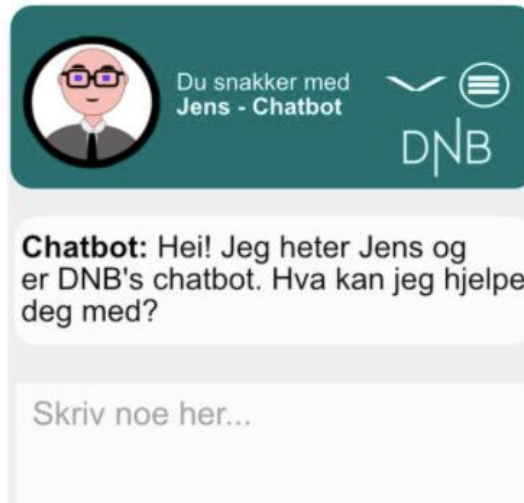 Du snakker med
Jens - Chatbot
DNB
Chatbot: Hei! Jeg heter Jens og
er DNB's chatbot. Hva kan jeg hjelpe
deg med?
Skriv noe her...